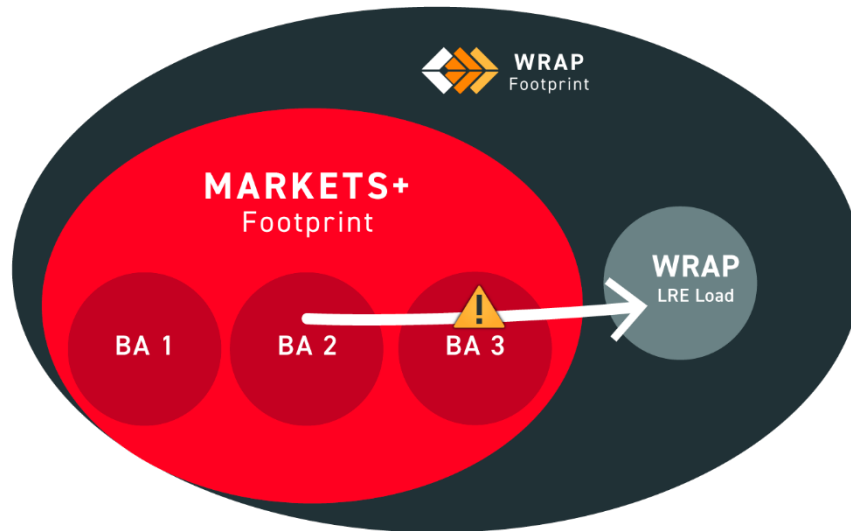 WRAP
Footprint
MARKETS+
Footprint
WRAP
LRE Load
BA 1
BA 2
BA 3
!